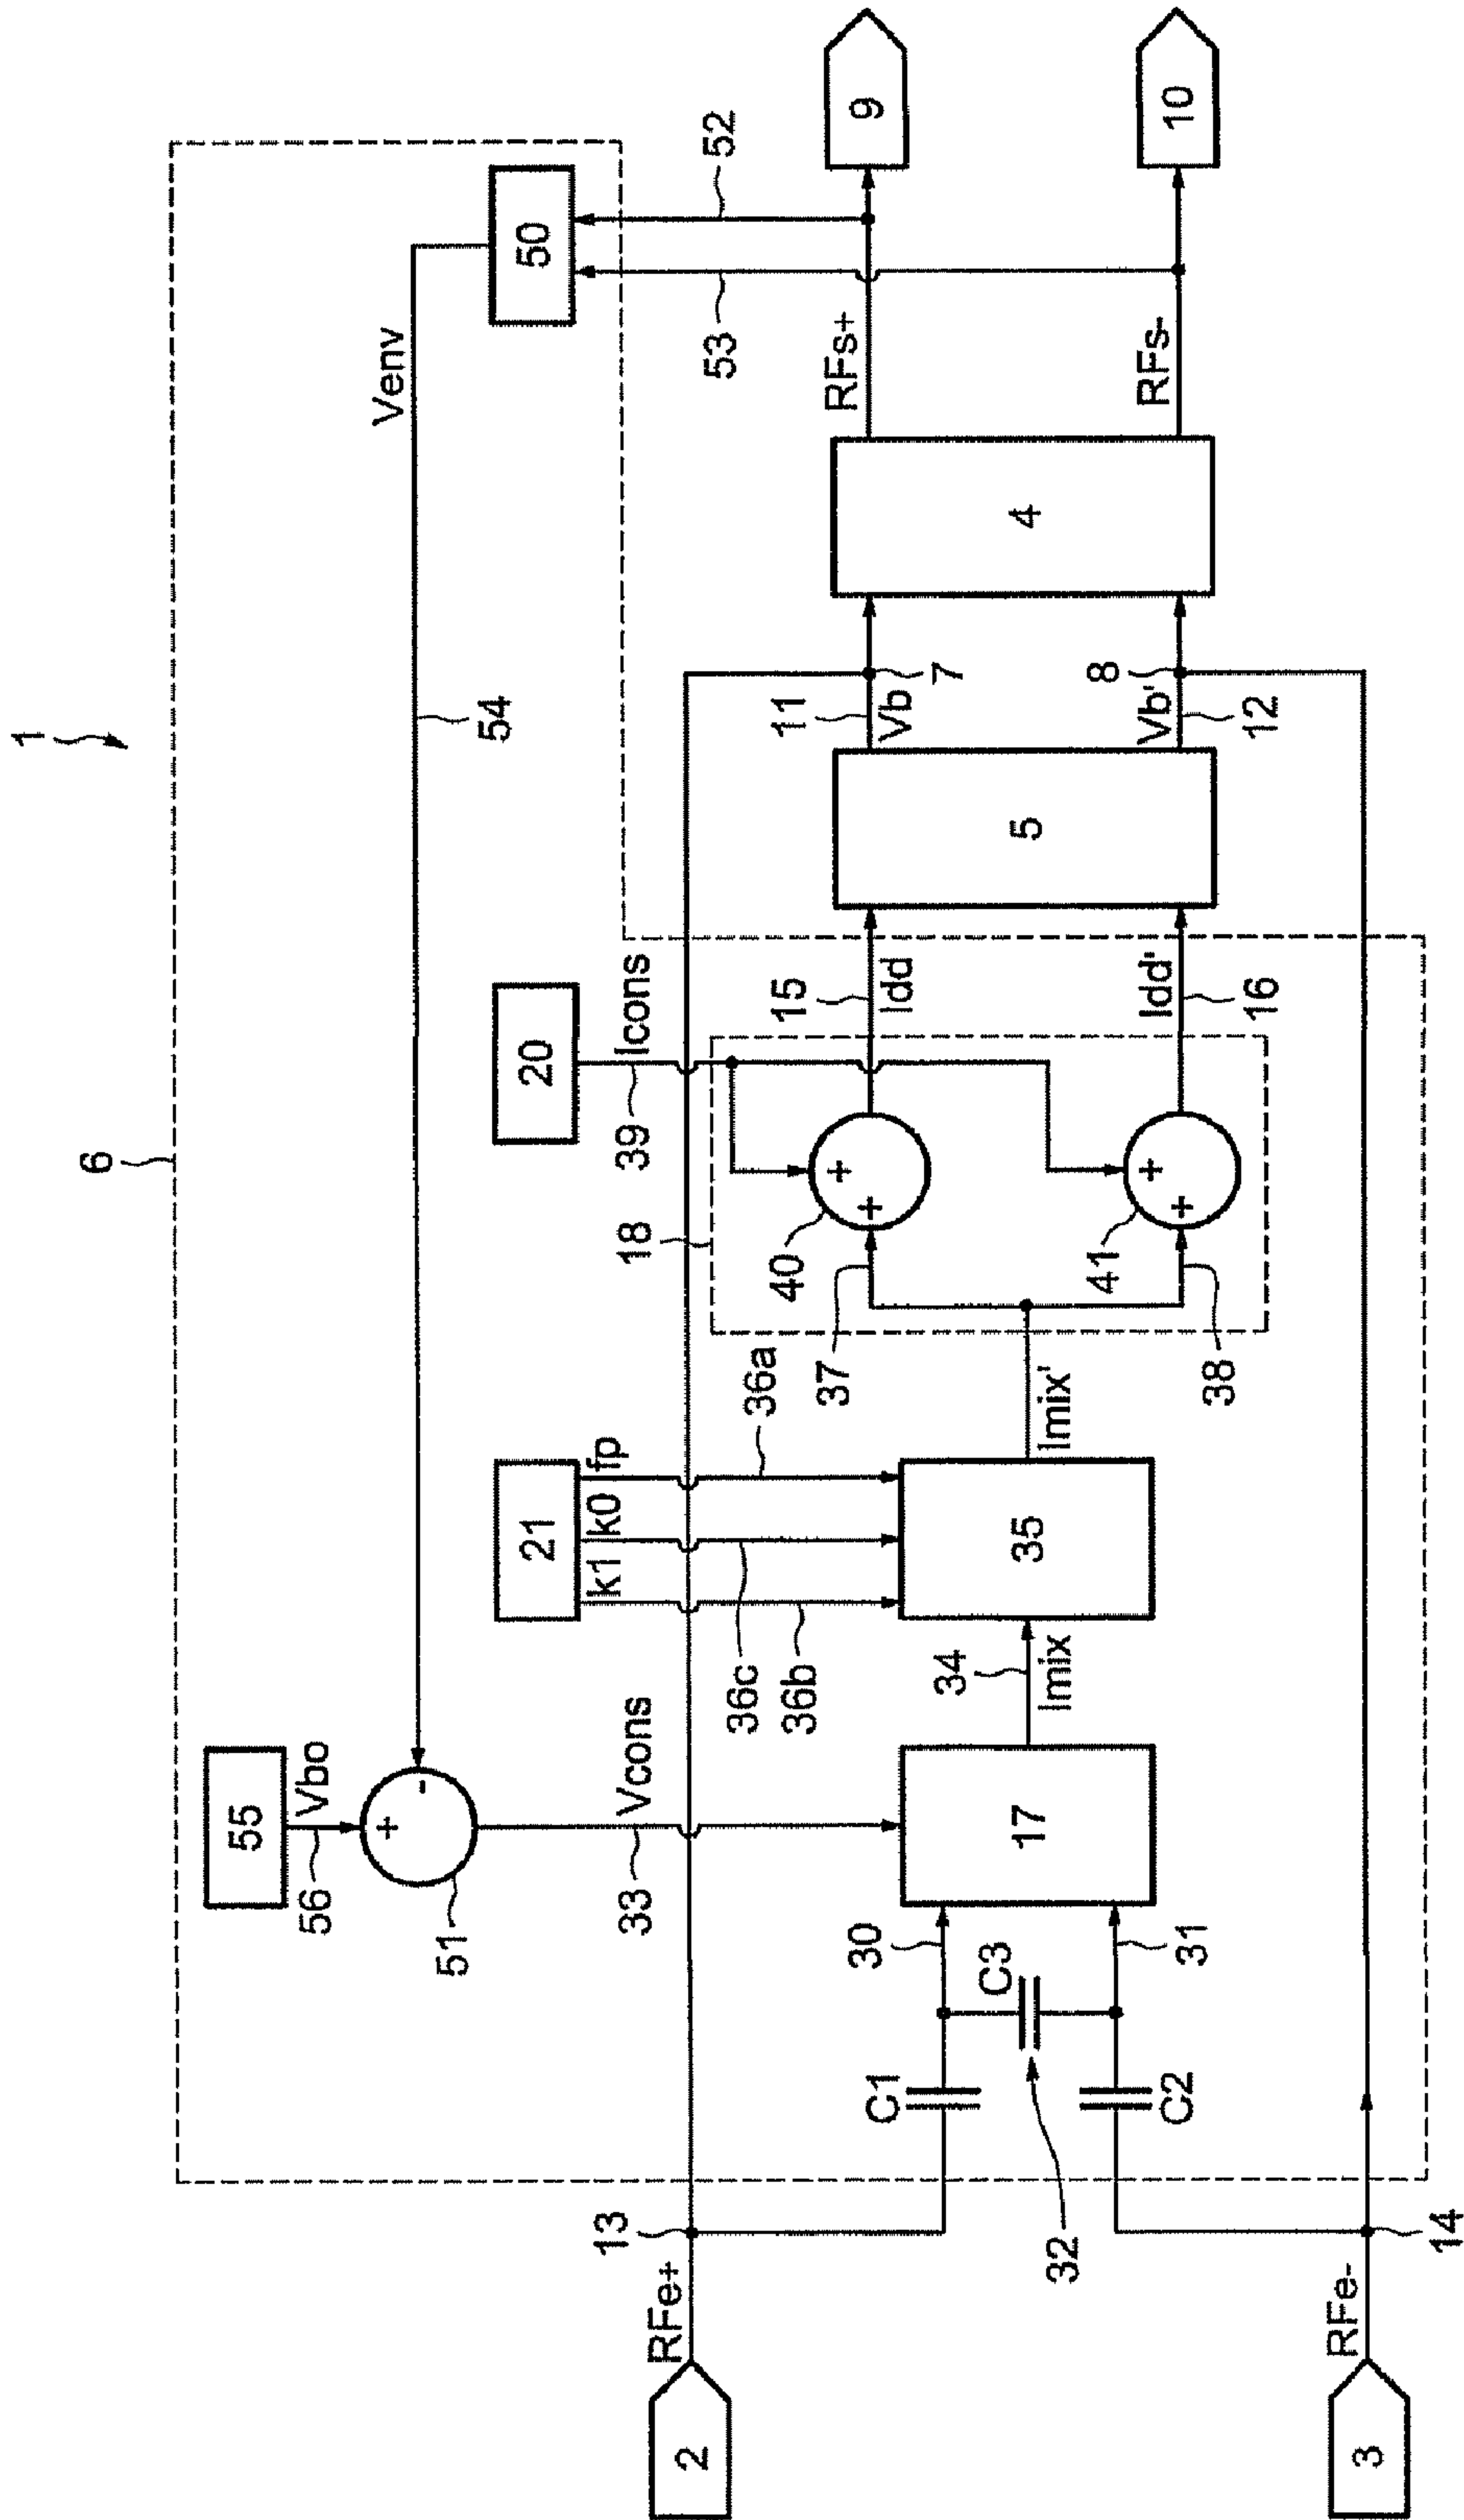 1
6
55
Vbo
56
51
Venv
54
50
20
Icons
39
21
k1
k0
fp
36a
36c
36b
Vcons
33
52
53
18
40
41
37
38
15
Idd
Idd'
16
11
Vb
7
8
Vb'
12
5
4
RFs+
RFs-
9
10
17
34
Imix
35
Imix'
30
31
C3
C1
C2
32
13
14
RFe+
RFe-
2
3
+
-
+
+
+
+